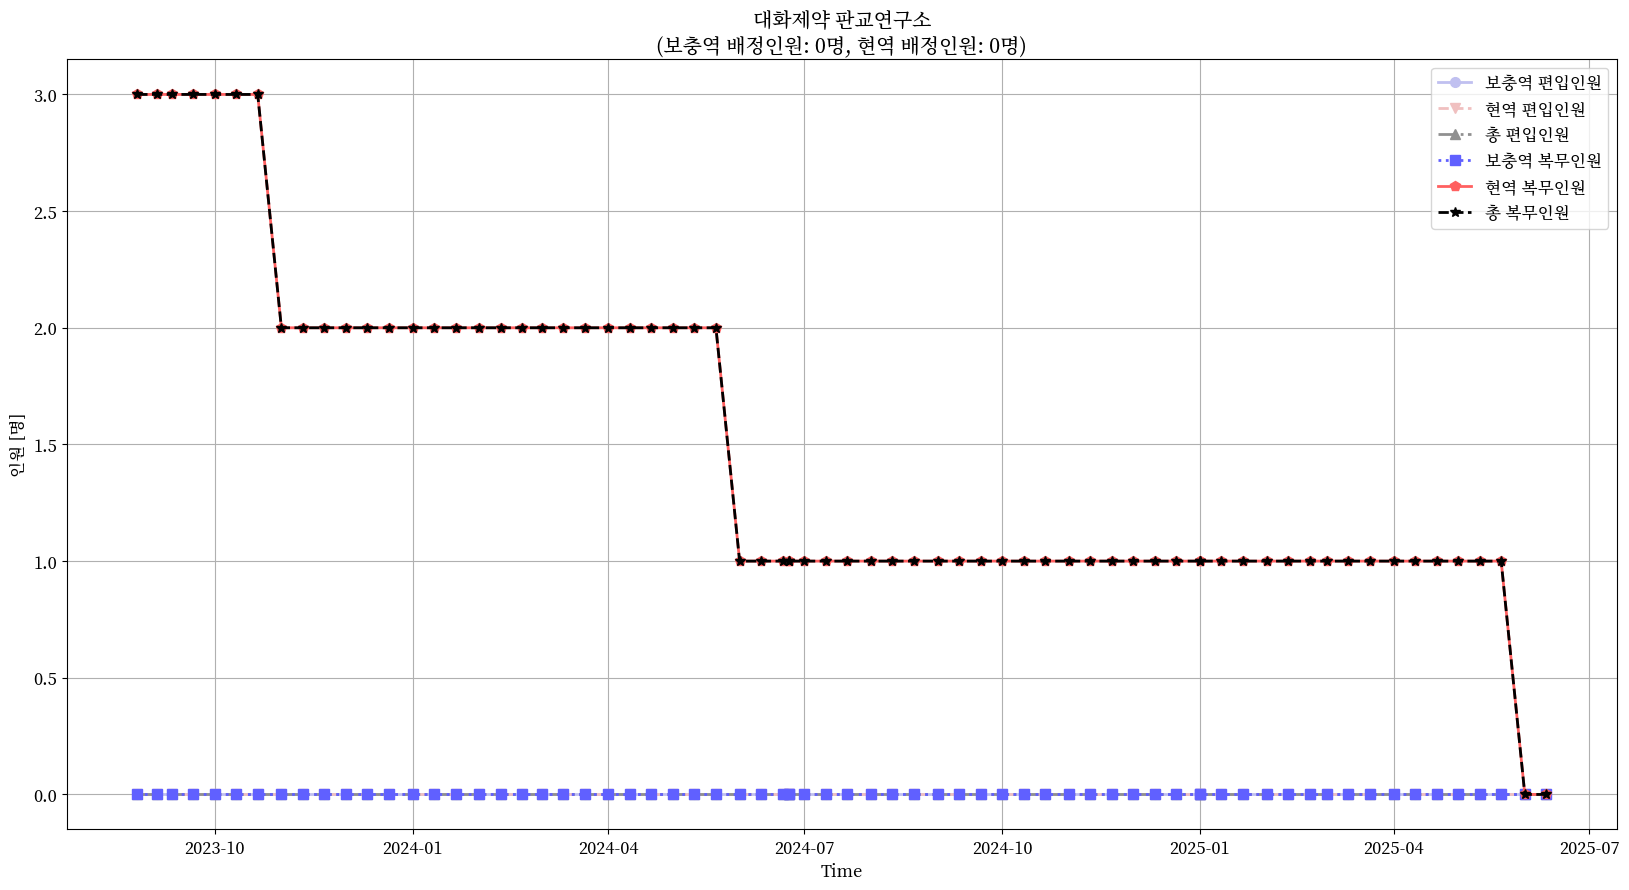 대화제약 판교연구소
(보충역 배정인원: 0명, 현역 배정인원: 0명)
보충역 편입인원
현역 편입인원
총 편입인원
보충역 복무인원
현역 복무인원
총 복무인원
3.0
2.5
2.0
1.5
1.0
0.5
0.0
인원 [명]
2023-10
2024-01
2024-04
2024-07
2024-10
2025-01
2025-04
2025-07
Time